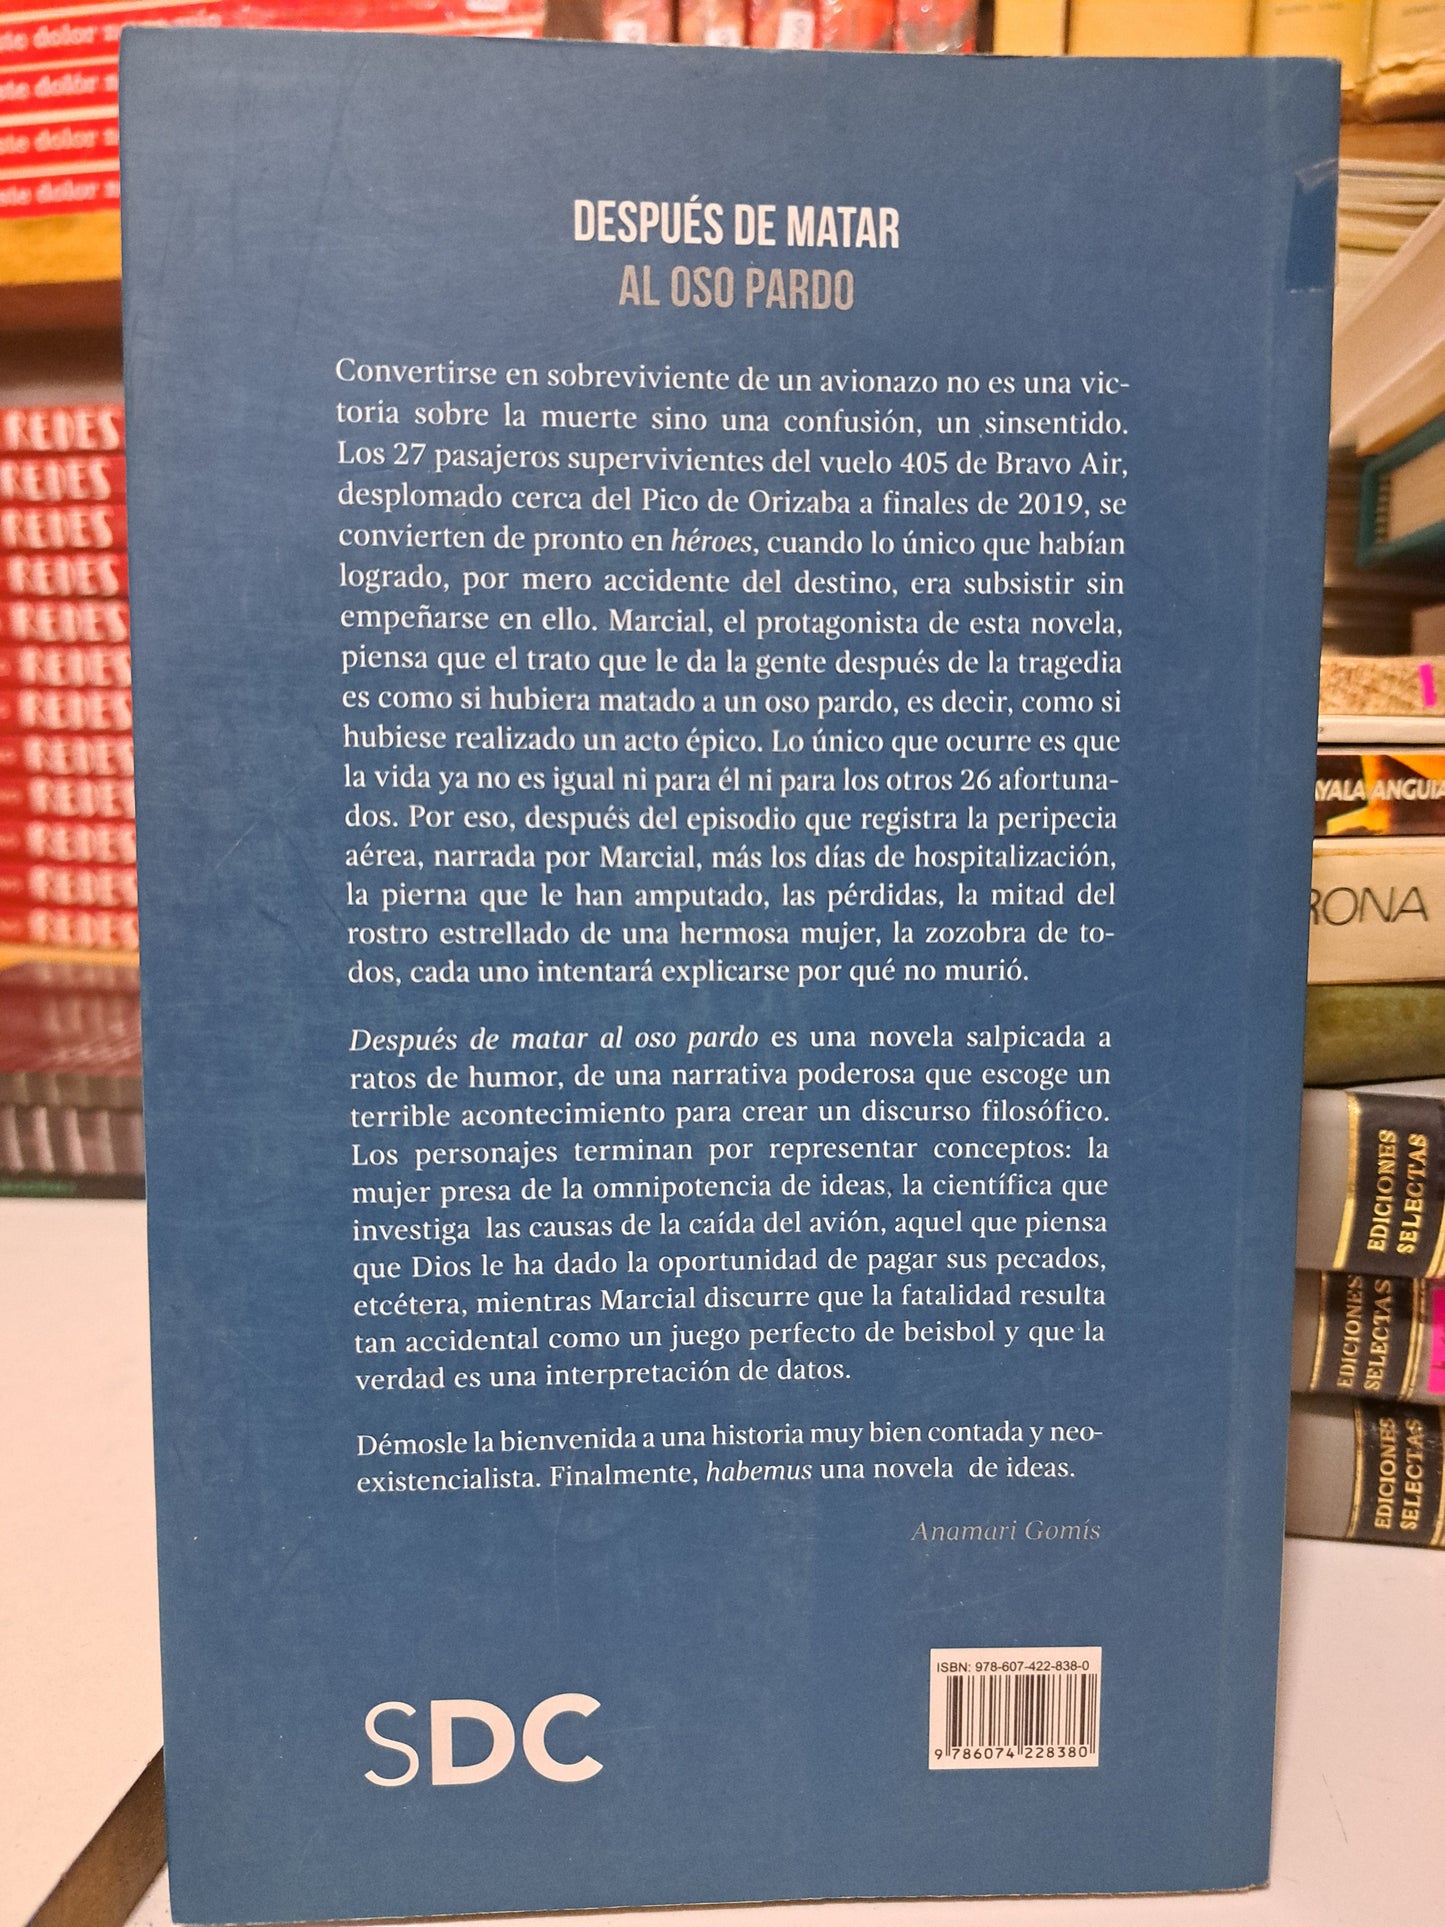 DESPUÉS DE MATAR
AL OSO PARDO
Convertirse en sobreviviente de un avionazo no es una vic-
toria sobre la muerte sino una confusión, un sinsentido.
Los 27 pasajeros supervivientes del vuelo 405 de Bravo Air,
desplomado cerca del Pico de Orizaba a finales de 2019, se
convierten de pronto en héroes, cuando lo único que habían
logrado, por mero accidente del destino, era subsistir sin
empeñarse en ello. Marcial, el protagonista de esta novela,
piensa que el trato que le da la gente después de la tragedia
es como si hubiera matado a un oso pardo, es decir, como si
hubiese realizado un acto épico. Lo único que ocurre es que
la vida ya no es igual ni para él ni para los otros 26 afortuna-
dos. Por eso, después del episodio que registra la peripecia
aérea, narrada por Marcial, más los días de hospitalización,
la pierna que le han amputado, las pérdidas, la mitad del
rostro estrellado de una hermosa mujer, la zozobra de to-
dos, cada uno intentará explicarse por qué no murió.
Después de matar al oso pardo es una novela salpicada a
ratos de humor, de una narrativa poderosa que escoge un
terrible acontecimiento para crear un discurso filosófico.
Los personajes terminan por representar conceptos: la
mujer presa de la omnipotencia de ideas, la científica que
investiga las causas de la caída del avión, aquel que piensa
que Dios le ha dado la oportunidad de pagar sus pecados,
etcétera, mientras Marcial discurre que la fatalidad resulta
tan accidental como un juego perfecto de beisbol y que la
verdad es una interpretación de datos.
Démosle la bienvenida a una historia muy bien contada y neo-
existencialista. Finalmente, habemus una novela de ideas.
Anamari Gomís
SDC
ISBN: 978-607-422-838-0
9 786074 228380
este dolor
este dolor
este dolor
este dolor
REDES
REDES
REDES
REDES
REDES
REDES
REDES
REDES
REDES
REDES
REDES
REDES
AYALA ANGUIA
RONA
EDICIONES
SELECTAS
EDICIONES
SELECTAS
EDICIONES
SELECTAS